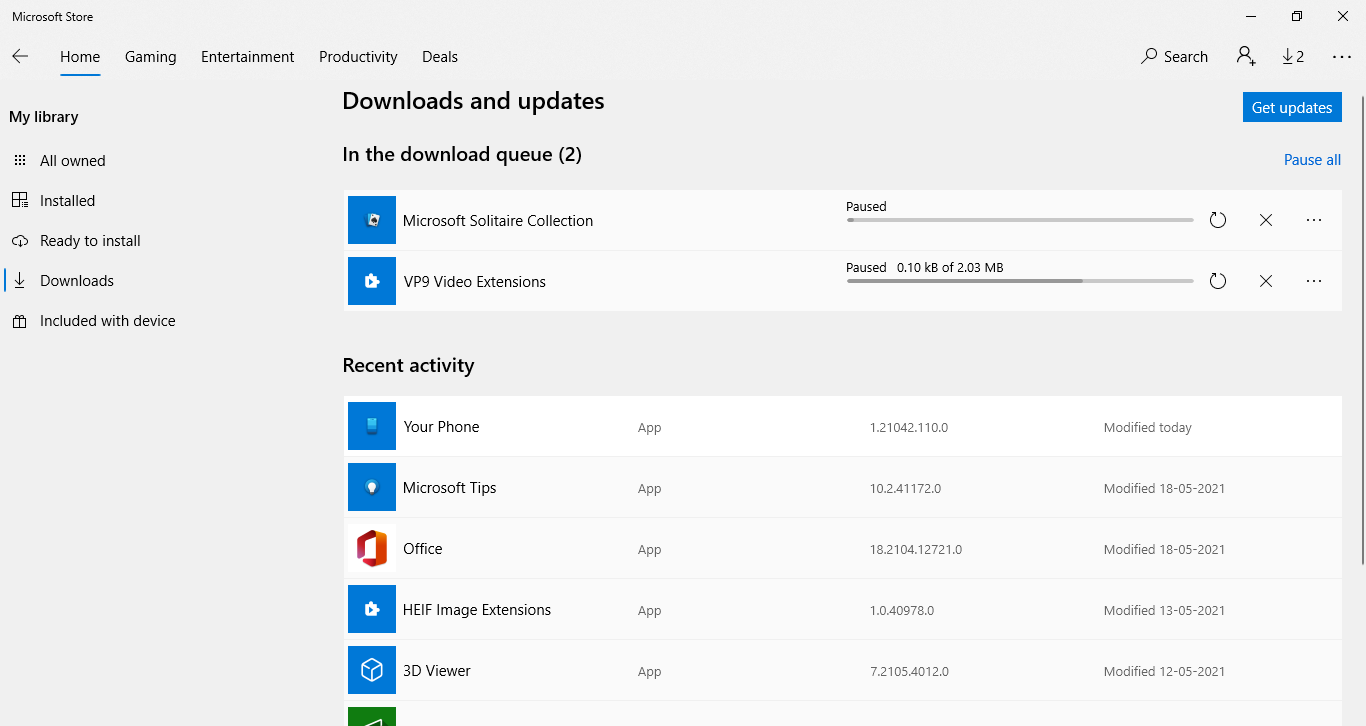 Microsoft Store
Home Gaming Entertainment Productivity Deals Search 2
My library
All owned
Installed
Ready to install
Downloads
Included with device
Downloads and updates
Get updates
In the download queue (2)
Pause all
Microsoft Solitaire Collection Paused
VP9 Video Extensions Paused 0.10 kB of 2.03 MB
Recent activity
Your Phone App 1.21042.110.0 Modified today
Microsoft Tips App 10.2.41172.0 Modified 18-05-2021
Office App 18.2104.12721.0 Modified 18-05-2021
HEIF Image Extensions App 1.0.40978.0 Modified 13-05-2021
3D Viewer App 7.2105.4012.0 Modified 12-05-2021